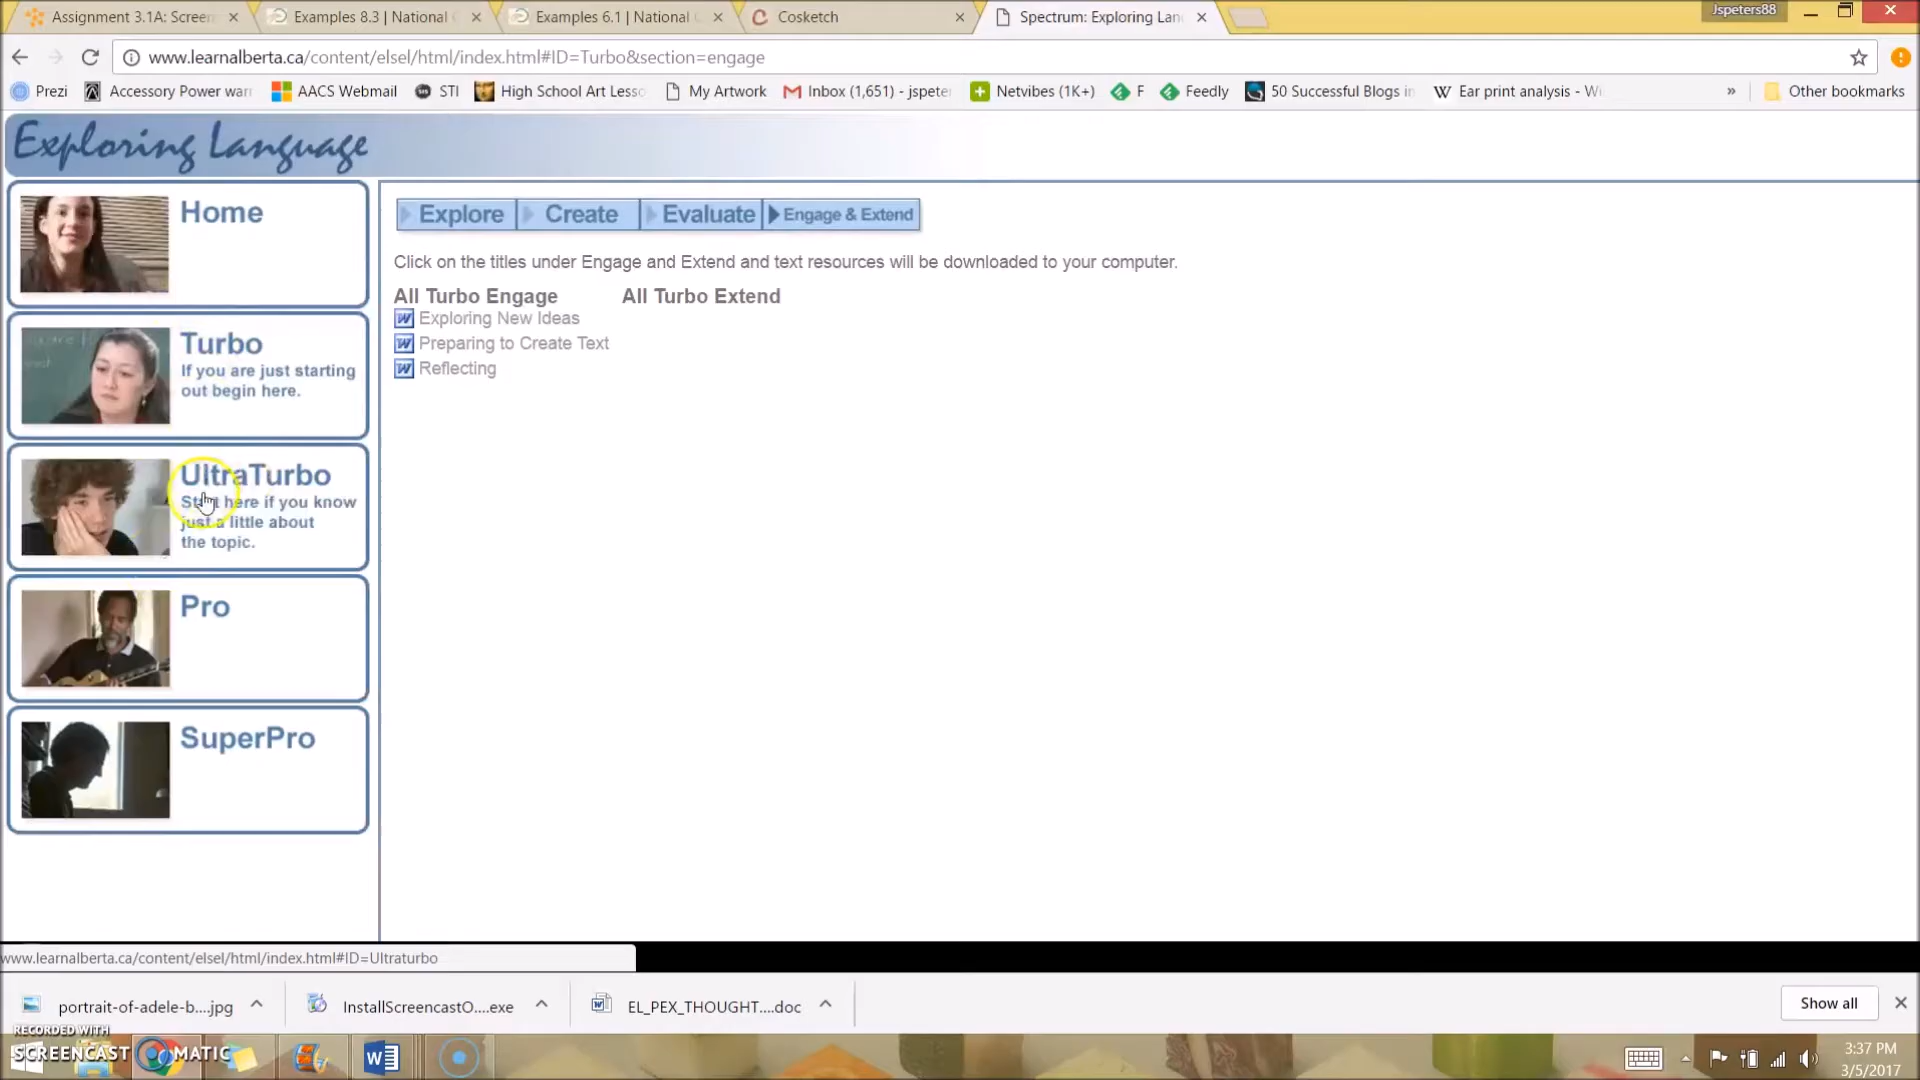 Assignment 3.1A: Screen
Examples 8.3 | National
Examples 6.1 | National
Cosketch
Spectrum: Exploring Lan
Jspeters88
www.learnalberta.ca/content/elsel/html/index.html#ID=Turbo&section=engage
Prezi
Accessory Power warr
AACS Webmail
STI
High School Art Lesso
My Artwork
Inbox (1,651) - jspete
Netvibes (1K+)
F
Feedly
50 Successful Blogs in
Ear print analysis - Wi
»
Other bookmarks
Exploring Language
Home
Turbo
If you are just starting
out begin here.
UltraTurbo
Start here if you know
just a little about
the topic.
Pro
SuperPro
Explore
Create
Evaluate
Engage & Extend
Click on the titles under Engage and Extend and text resources will be downloaded to your computer.
All Turbo Engage
All Turbo Extend
Exploring New Ideas
Preparing to Create Text
Reflecting
www.learnalberta.ca/content/elsel/html/index.html#ID=Ultraturbo
portrait-of-adele-b....jpg
InstallScreencastO....exe
EL_PEX_THOUGHT....doc
Show all
RECORDED WITH
SCREENCAST MATIC
3:37 PM
3/5/2017